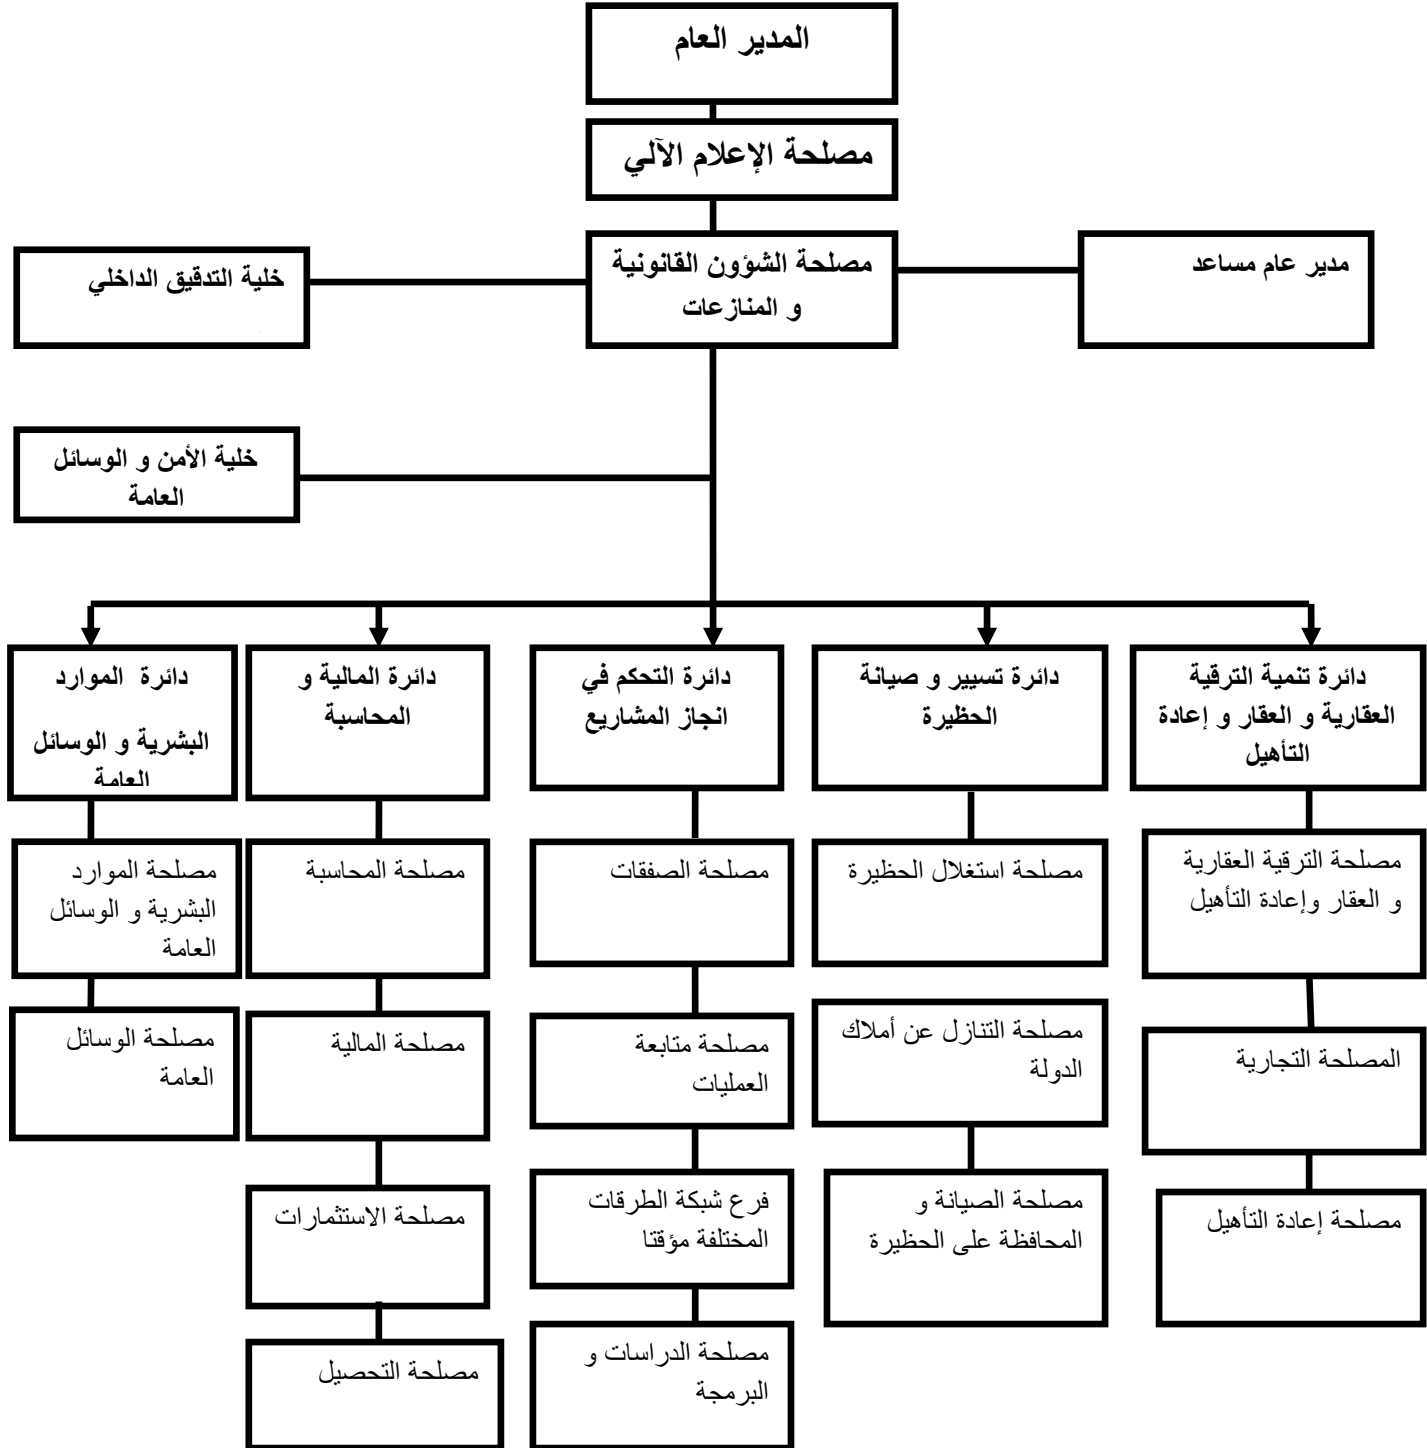 المدير العام
مصلحة الإعلام الآلي
مصلحة الشؤون القانونية
و المنازعات
مدير عام مساعد
خلية التدقيق الداخلي
خلية الأمن و الوسائل
العامة
دائرة تنمية الترقية
العقارية و العقار و إعادة
التأهيل
دائرة تسيير و صيانة
الحظيرة
دائرة التحكم في
انجاز المشاريع
دائرة المالية و
المحاسبة
دائرة الموارد
البشرية و الوسائل
العامة
مصلحة الترقية العقارية
و العقار وإعادة التأهيل
مصلحة استغلال الحظيرة
مصلحة الصفقات
مصلحة المحاسبة
مصلحة الموارد
البشرية و الوسائل
العامة
المصلحة التجارية
مصلحة التنازل عن أملاك
الدولة
مصلحة متابعة
العمليات
مصلحة المالية
مصلحة الوسائل
العامة
مصلحة إعادة التأهيل
مصلحة الصيانة و
المحافظة على الحظيرة
فرع شبكة الطرقات
المختلفة مؤقتا
مصلحة الاستثمارات
مصلحة الدراسات و
البرمجة
مصلحة التحصيل